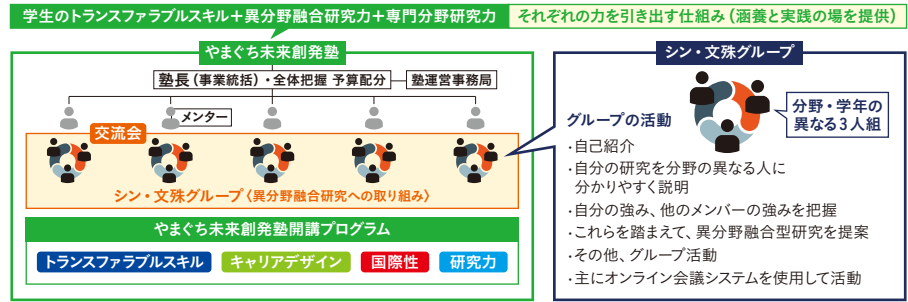 学生のトランスファラブルスキル＋異分野融合研究力＋専門分野研究力
それぞれの力を引き出す仕組み（涵養と実践の場を提供）
やまぐち未来創発塾
塾長（事業統括）・全体把握 予算配分
塾運営事務局
メンター
交流会
シン・文殊グループ〈異分野融合研究への取り組み〉
やまぐち未来創発塾開講プログラム
トランスファラブルスキル
キャリアデザイン
国際性
研究力
シン・文殊グループ
分野・学年の
異なる3人組
グループの活動
・自己紹介
・自分の研究を分野の異なる人に
分かりやすく説明
・自分の強み、他のメンバーの強みを把握
・これらを踏まえて、異分野融合型研究を提案
・その他、グループ活動
・主にオンライン会議システムを使用して活動